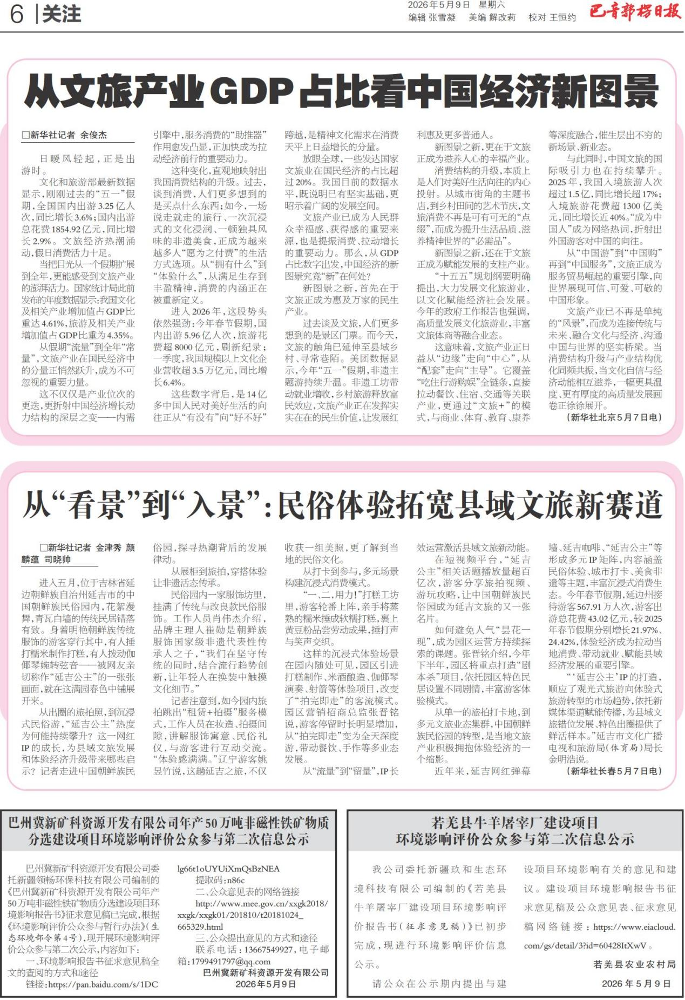 6
关注
2026年5月9日 星期六
编辑 张雪凝 美编 解改莉 校对 王恒约
巴音郭楞日报
从文旅产业GDP占比看中国经济新图景
□新华社记者 余俊杰
日暖风轻起，正是出
游时。
文化和旅游部最新数据
显示，刚刚过去的“五一”假
期，全国国内出游3.25亿人
次，同比增长3.6%；国内出游
总花费1854.92亿元，同比增
长2.9%。文旅经济热潮涌
动，假日消费活力十足。
当把目光从一个假期扩展
到全年，更能感受到文旅产业
的澎湃活力。国家统计局此前
发布的年度数据显示：我国文化
及相关产业增加值占GDP比
重达4.61%，旅游及相关产业
增加值占GDP比重为4.35%。
从假期“流量”到全年“常
量”，文旅产业在国民经济中
的分量正悄然跃升，成为不可
忽视的重要力量。
这不仅仅是产业位次的
更迭，更折射中国经济增长动
力结构的深层之变——内需
引擎中，服务消费的“助推器”
作用愈发凸显，正加快成为拉
动经济前行的重要动力。
这种变化，直观地映射出
我国消费结构的升级。过去，
谈到消费，人们更多想到的
是买点什么东西；如今，一场
说走就走的旅行、一次沉浸
式的文化浸润、一顿独具风
味的非遗美食，正成为越来
越多人“愿为之付费”的生活
方式选项。从“拥有什么”到
“体验什么”，从满足生存到
丰盈精神，消费的内涵正在
被重新定义。
进入2026年，这股势头
依然强劲：今年春节假期，国
内出游5.96亿人次，旅游花
费超8000亿元，刷新纪录；
一季度，我国规模以上文化企
业营收超3.5万亿元，同比增
长6.4%。
这些数字背后，是14亿
多中国人民对美好生活的向
往正从“有没有”向“好不好”
跨越，是精神文化需求在消费
天平上日益增长的分量。
放眼全球，一些发达国家
文旅业在国民经济的占比超
过20%。我国目前的数据水
平，既说明已有坚实基础，更
昭示着广阔的发展空间。
文旅产业已成为人民群
众幸福感、获得感的重要来
源，也是提振消费、拉动增长
的重要动力。那么，从GDP
占比数字出发，中国经济的新
图景究竟“新”在何处？
新图景之新，首先在于
文旅正成为惠及万家的民生
产业。
过去谈及文旅，人们更多
想到的是景区门票。而今天，
文旅的触角已延伸至县域乡
村、寻常巷陌。美团数据显
示，今年“五一”假期，非遗主
题游持续升温。非遗工坊带
动就业增收，乡村旅游释放富
民效应，文旅产业正在发挥实
实在在的民生价值，让发展红
利惠及更多普通人。
新图景之新，更在于文旅
正成为滋养人心的幸福产业。
消费结构的升级，本质上
是人们对美好生活向往的内心
投射。从城市街角的主题书
店，到乡村田间的艺术节庆，文
旅消费不再是可有可无的“点
缀”，而成为提升生活品质、滋
养精神世界的“必需品”。
新图景之新，还在于文旅
正成为赋能发展的支柱产业。
“十五五”规划纲要明确
提出，大力发展文化旅游业，
以文化赋能经济社会发展。
今年的政府工作报告也强调，
高质量发展文化旅游业，丰富
文旅体商等融合业态。
这意味着，文旅产业正日
益从“边缘”走向“中心”，从
“配套”走向“主导”。它覆盖
“吃住行游购娱”全链条，直接
拉动餐饮、住宿、交通等关联
产业，更通过“文旅+”的模
式，与商业、体育、教育、康养
等深度融合，催生层出不穷的
新场景、新业态。
与此同时，中国文旅的国
际吸引力也在持续攀升。
2025年，我国入境旅游人次
超过1.5亿，同比增长超17%；
入境旅游花费超1300亿美
元，同比增长近40%。“成为中
国人”成为网络热词，折射出
外国游客对中国的向往。
从“中国游”到“中国购”
再到“中国服务”，文旅正成为
服务贸易崛起的重要引擎，向
世界展现可信、可爱、可敬的
中国形象。
文旅产业已不再是单纯
的“风景”，而成为连接传统与
未来、融合文化与经济、沟通
中国与世界的坚实桥梁。当
消费结构升级与产业结构优
化同频共振，当文化自信与经
济动能相互滋养，一幅更具温
度、更有厚度的高质量发展画
卷正徐徐展开。
（新华社北京5月7日电）
从“看景”到“入景”：民俗体验拓宽县域文旅新赛道
□新华社记者 金津秀 颜
麟蕴 司晓帅
进入五月，位于吉林省延
边朝鲜族自治州延吉市的中
国朝鲜族民俗园内，花絮漫
舞，青瓦白墙的传统民居错落
有致。身着明艳朝鲜族传统
服饰的游客穿行其中，有人捶
打糯米制作打糕，有人拨动伽
倻琴婉转弦音——被网友亲
切称作“延吉公主”的一张张
画面，就在这满园春色中铺展
开来。
从出圈的旅拍照，到沉浸
式民俗游，“延吉公主”热度
为何能持续攀升？这一网红
IP的成长，为县域文旅发展
和体验经济升级带来哪些启
示？记者走进中国朝鲜族民
俗园，探寻热潮背后的发展
律动。
从展柜到旅拍，穿搭体验
让非遗活态传承。
民俗园内一家服饰坊里，
挂满了传统与改良款民俗服
饰。工作人员肖伟杰介绍，
品牌主理人崔勋是朝鲜族
服饰国家级非遗代表性传
承人之子，“我们在坚守传
统的同时，结合流行趋势创
新，让年轻人在换装中触摸
文化细节。”
记者注意到，如今园内旅
拍跳出“租赁+拍摄”服务模
式，工作人员在妆造、拍摄间
隙，讲解服饰寓意、民俗礼
仪，与游客进行互动交流。
“体验感满满。”辽宁游客姚
昱竹说，这趟延吉之旅，不仅
收获一组美照，更了解到当
地的民俗文化。
从打卡到参与，多元场景
构建沉浸式消费模式。
“一、二，用力！”打糕工坊
里，游客轮番上阵，亲手将蒸
熟的糯米捶成软糯打糕，裹上
黄豆粉品尝劳动成果，捶打声
与笑声交织。
这样的沉浸式体验场景
在园内随处可见，园区引进
打糕制作、米酒酿造、伽倻琴
演奏、射箭等体验项目，改变
了“拍完即走”的客流模式。
园区营销招商总监张晋铭
说，游客停留时长明显增加，
从“拍完即走”变为全天深度
游，带动餐饮、手作等多业态
发展。
从“流量”到“留量”，IP长
效运营激活县域文旅新动能。
在短视频平台，“延吉
公主”相关话题播放量超百
亿次，游客分享旅拍视频、
游玩攻略，让中国朝鲜族民
俗园成为延吉文旅的又一张
名片。
如何避免人气“昙花一
现”，成为园区运营方持续探
索的课题。张晋铭介绍，今年
下半年，园区将重点打造“剧
本杀”项目，依托园区特色民
居设置不同剧情，丰富游客体
验模式。
从单一的旅拍打卡地，到
多元文旅业态集群，中国朝鲜
族民俗园的转型，是当地文旅
产业积极拥抱体验经济的一
个缩影。
近年来，延吉网红弹幕
墙、延吉咖啡、“延吉公主”等
形成多元IP矩阵，内容涵盖
民俗体验、城市打卡、美食非
遗等主题，丰富沉浸式消费生
态。今年春节假期，延边州接
待游客567.91万人次，游客出
游总花费43.02亿元，较2025
年春节假期分别增长21.97%、
24.42%，体验经济成为拉动当
地消费、带动就业、赋能县域
经济发展的重要引擎。
“‘延吉公主’IP的打造，
顺应了观光式旅游向体验式
旅游转型的市场趋势，依托新
媒体渠道赋能传播，为县域文
旅错位发展、特色出圈提供了
鲜活样本。”延吉市文化广播
电视和旅游局（体育局）局长
金明浩说。
（新华社长春5月7日电）
巴州冀新矿科资源开发有限公司年产50万吨非磁性铁矿物质
分选建设项目环境影响评价公众参与第二次信息公示
巴州冀新矿科资源开发有限公司委
托新疆领畅环保科技有限公司编制的
《巴州冀新矿科资源开发有限公司年产
50万吨非磁性铁矿物质分选建设项目环
境影响报告书》征求意见稿已完成，根据
《环境影响评价公众参与暂行办法》（生
态环境部令第4号），现开展环境影响评
价公众参与第二次公示，内容如下：
一、环境影响报告书征求意见稿全
文的查阅的方式和途径
链接：https://pan.baidu.com/s/1DC
lg66t1oUYUiXmQsBzNEA
提取码：n86c
二、公众意见表的网络链接
http://www.mee.gov.cn/xxgk2018/
xxgk/xxgk01/201810/t20181024_
665329.html
三、公众提出意见的方式和途径
联系电话：13667549927，电子邮
箱：1799491797@qq.com
巴州冀新矿科资源开发有限公司
2026年5月9日
若羌县牛羊屠宰厂建设项目
环境影响评价公众参与第二次信息公示
我公司委托新疆玖和生态环
境科技有限公司编制的《若羌县
牛羊屠宰厂建设项目环境影响评
价报告书（征求意见稿）》已初步
完成，现进行环境影响评价信息
公示。
请公众在公示期内提出与建
设项目环境影响有关的意见和建
议。建设项目环境影响报告书征
求意见稿及公众意见表、征求意见
稿网络链接：https://www.eiacloud.
com/gs/detail/3?id=60428ItXwV。
若羌县农业农村局
2026年5月9日